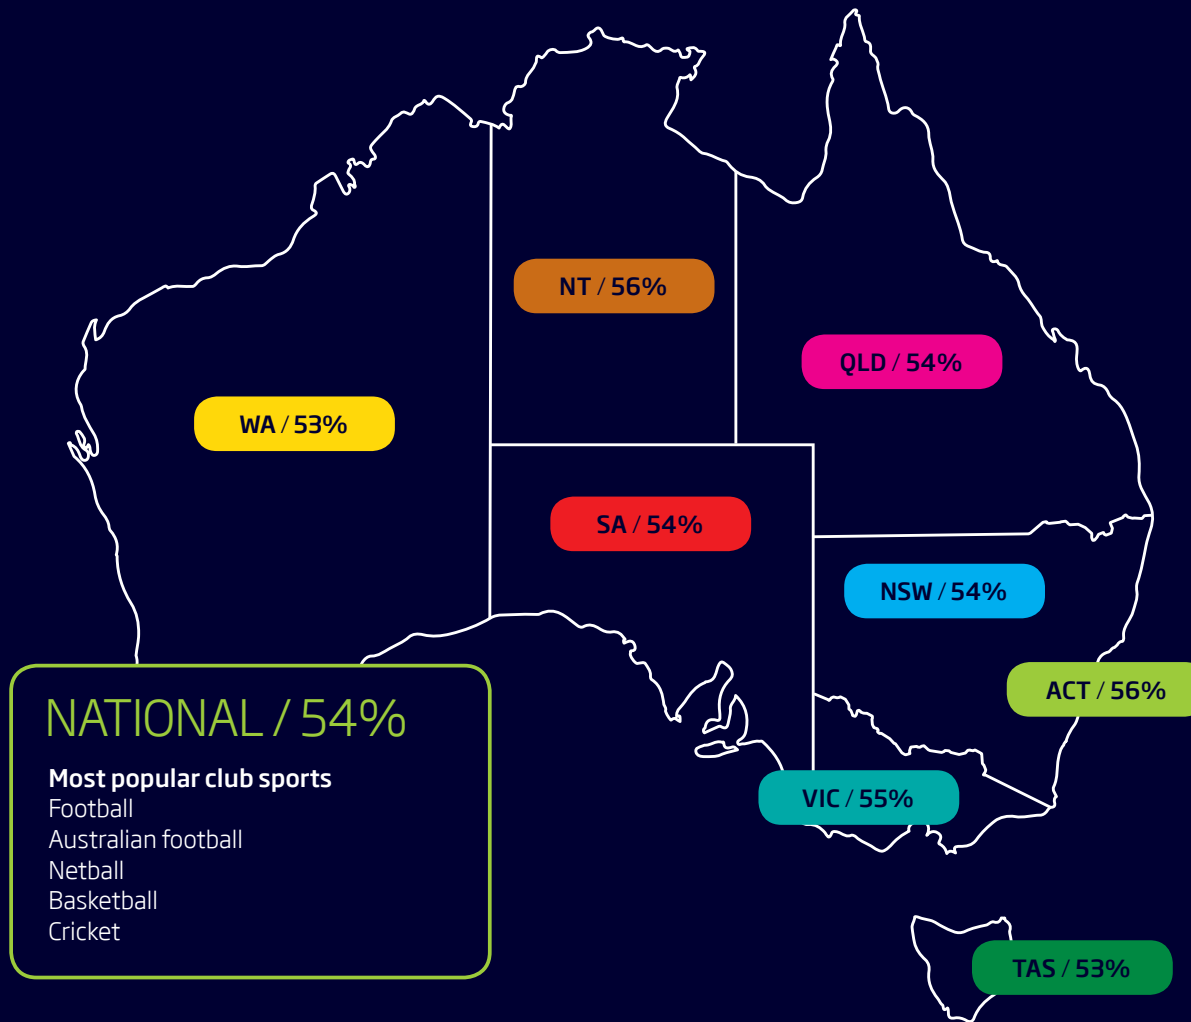 NT / 56%
QLD / 54%
WA / 53%
SA / 54%
NSW / 54%
ACT / 56%
VIC / 55%
TAS / 53%
NATIONAL / 54%
Most popular club sports
Football
Australian football
Netball
Basketball
Cricket